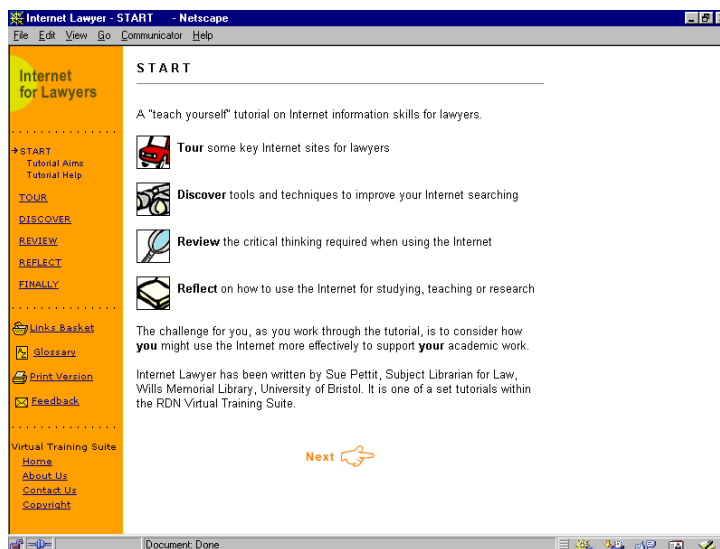 Internet Lawyer - START - Netscape
File Edit View Go Communicator Help
Internet
for Lawyers
START
Tutorial Aims
Tutorial Help
TOUR
DISCOVER
REVIEW
REFLECT
FINALLY
Links Basket
Glossary
Print Version
Feedback
Virtual Training Suite
Home
About Us
Contact Us
Copyright
START
A "teach yourself" tutorial on Internet information skills for lawyers.
Tour some key Internet sites for lawyers
Discover tools and techniques to improve your Internet searching
Review the critical thinking required when using the Internet
Reflect on how to use the Internet for studying, teaching or research
The challenge for you, as you work through the tutorial, is to consider how
you might use the Internet more effectively to support your academic work.
Internet Lawyer has been written by Sue Pettit, Subject Librarian for Law,
Wills Memorial Library, University of Bristol. It is one of a set tutorials within
the RDN Virtual Training Suite.
Next
Document: Done